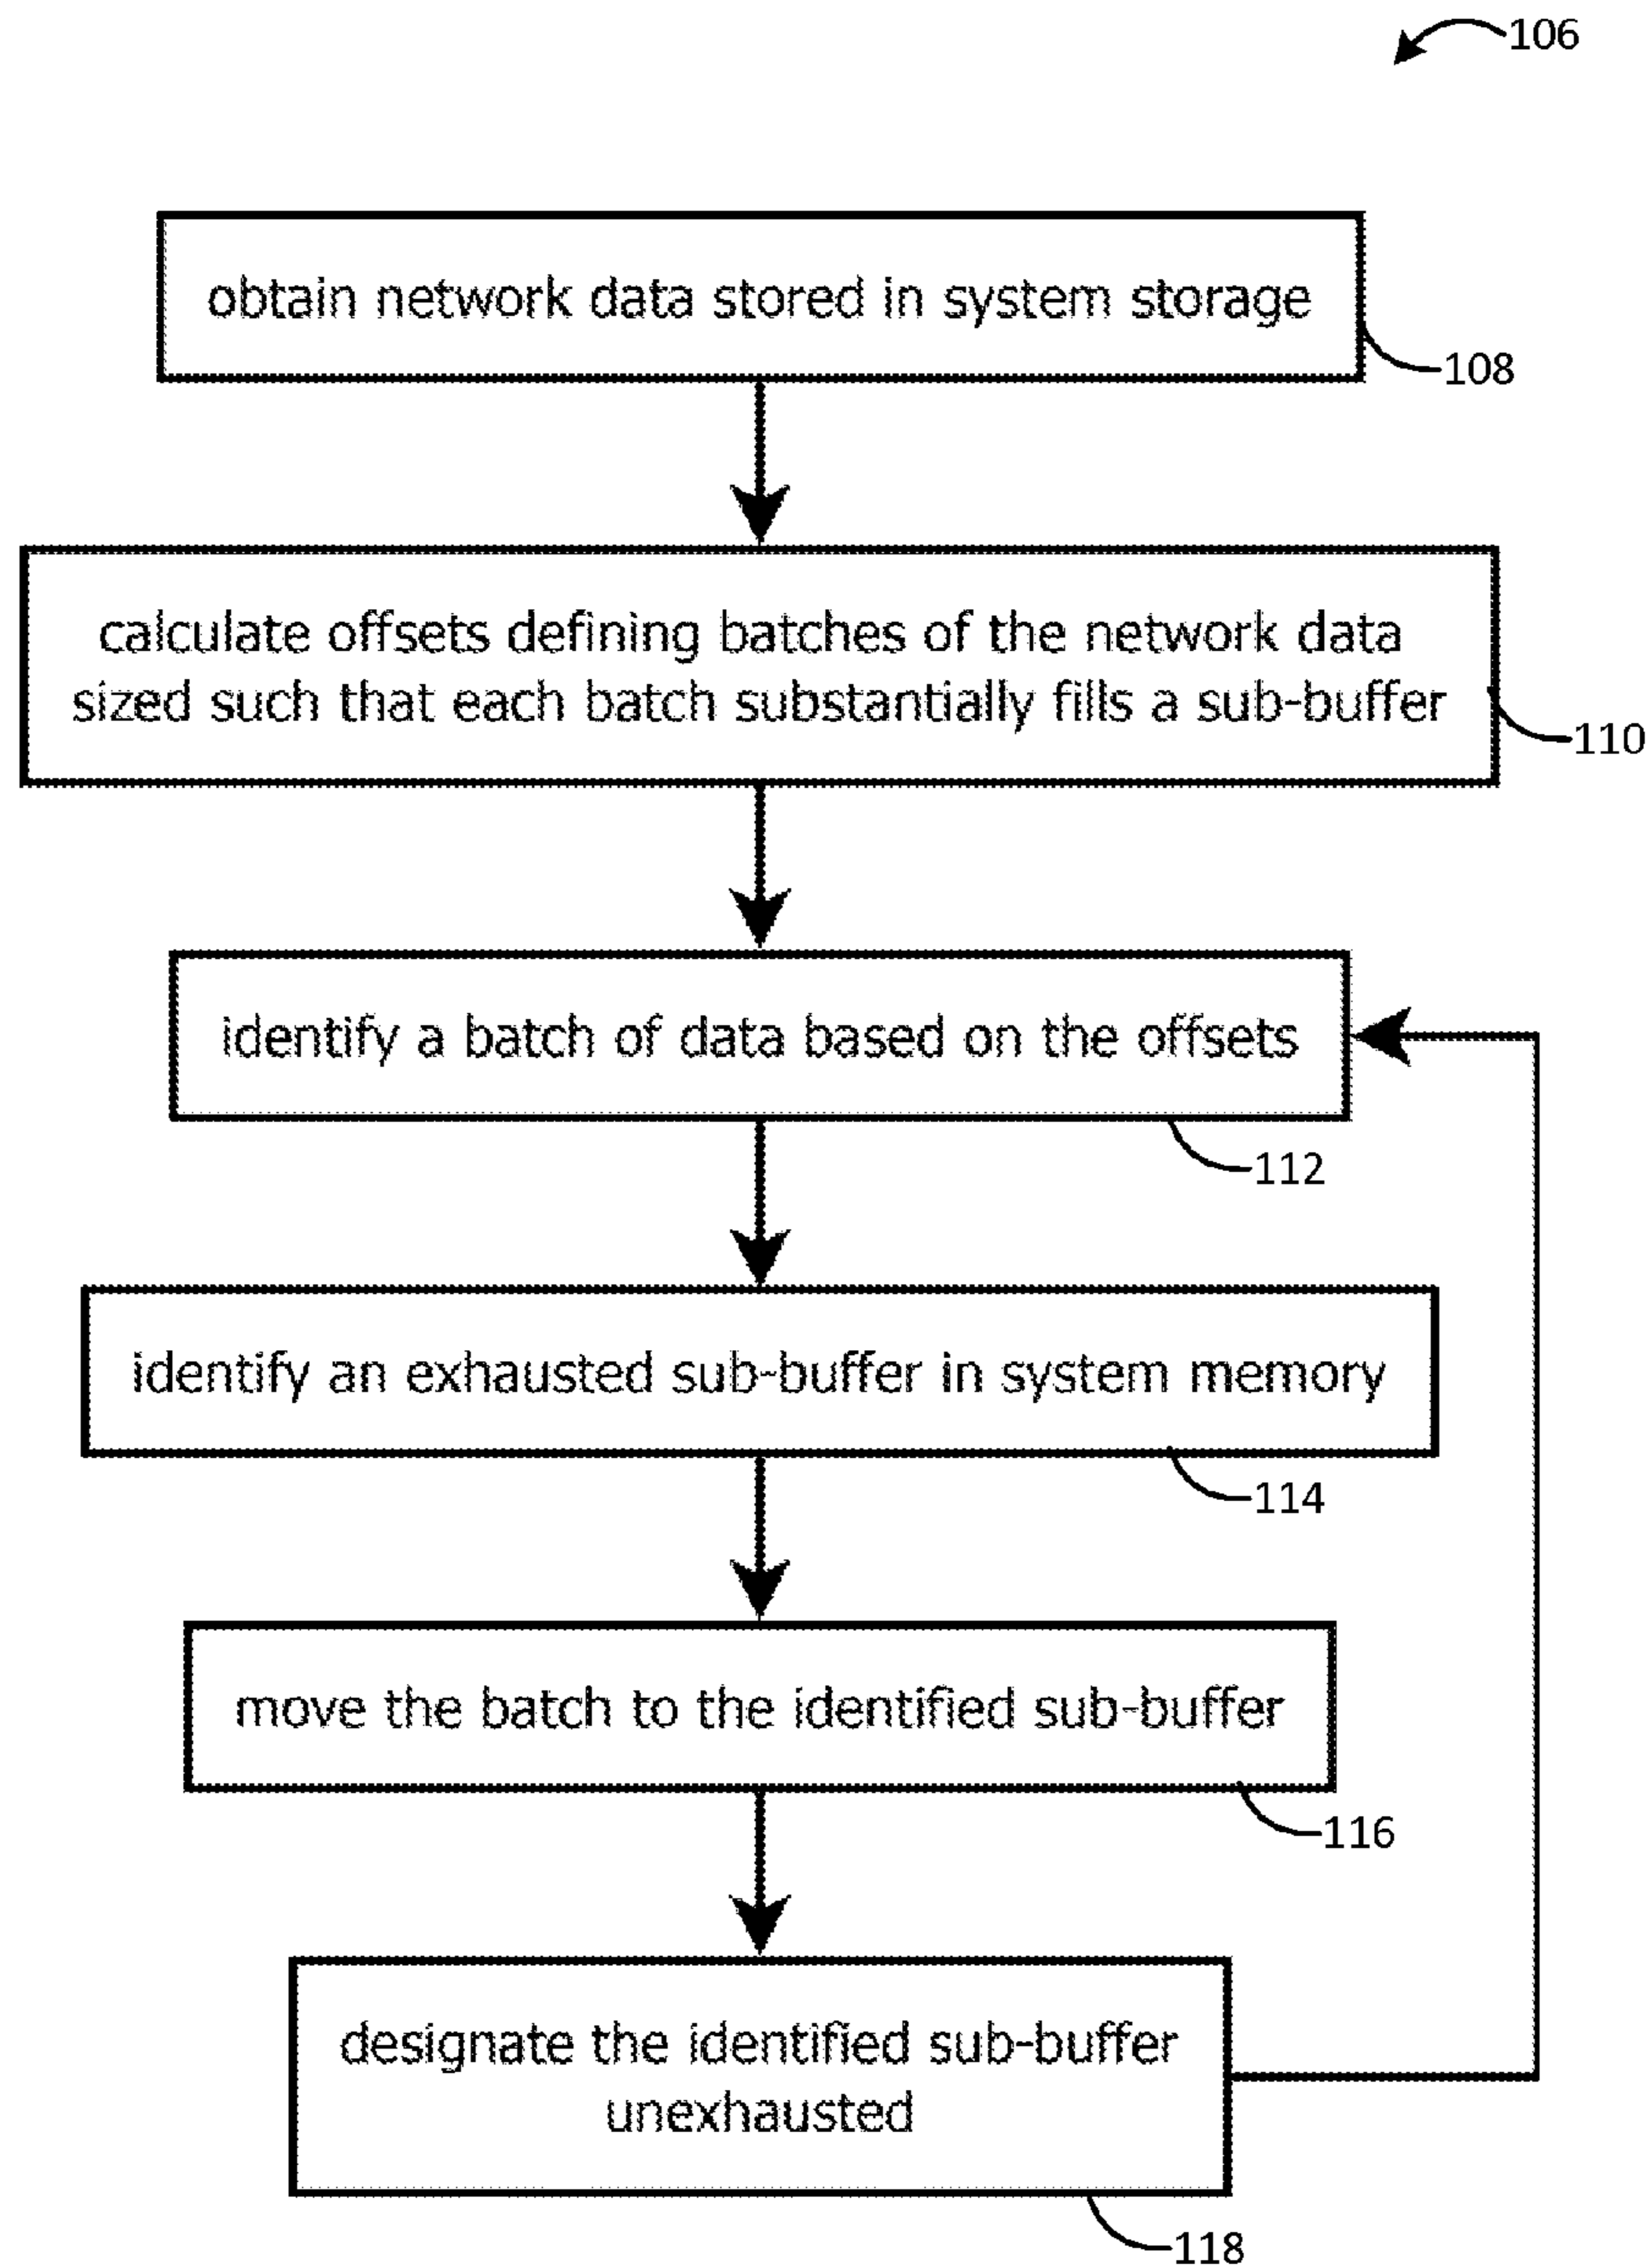 106
obtain network data stored in system storage
108
calculate offsets defining batches of the network data
sized such that each batch substantially fills a sub-buffer
110
identify a batch of data based on the offsets
112
identify an exhausted sub-buffer in system memory
114
move the batch to the identified sub-buffer
116
designate the identified sub-buffer
unexhausted
118